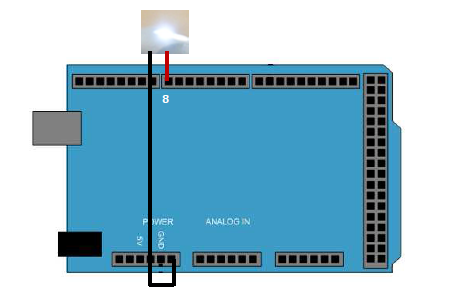 8
POWER
ANALOG IN
5V
GND